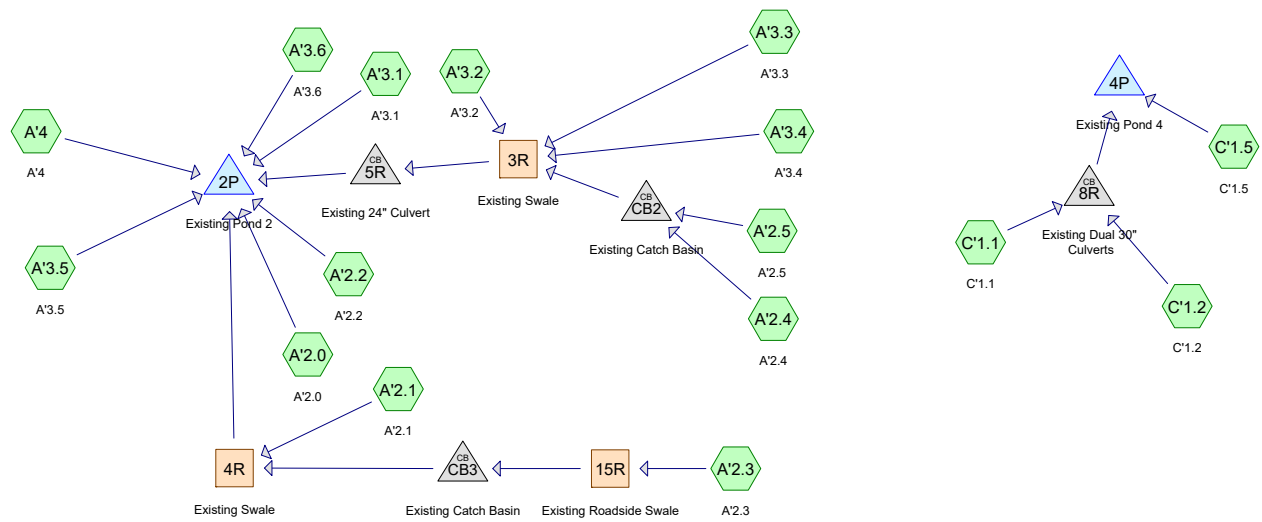 A'3.6
A'3.6
A'3.1
A'3.1
A'3.2
A'3.2
A'3.3
A'3.3
A'4
A'4
A'3.4
A'3.4
2P
Existing Pond 2
CB
5R
Existing 24" Culvert
3R
Existing Swale
CB
CB2
Existing Catch Basin
A'2.5
A'2.5
A'3.5
A'3.5
A'2.2
A'2.2
A'2.4
A'2.4
A'2.0
A'2.0
A'2.1
A'2.1
4R
Existing Swale
CB
CB3
Existing Catch Basin
15R
Existing Roadside Swale
A'2.3
A'2.3
4P
Existing Pond 4
C'1.5
C'1.5
CB
8R
Existing Dual 30"
Culverts
C'1.1
C'1.1
C'1.2
C'1.2